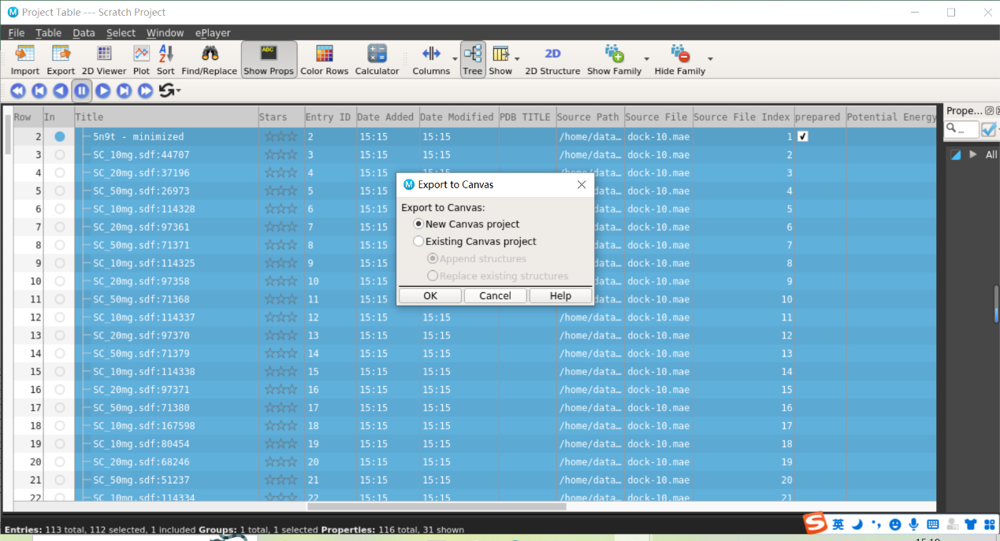 Project Table --- Scratch Project
File Table Data Select Window ePlayer
Import Export 2D Viewer Plot Sort Find/Replace Show Props Color Rows Calculator Columns Tree Show 2D Structure Show Family Hide Family
Row In Title Stars Entry ID Date Added Date Modified PDB TITLE Source Path Source File Source File Index prepared Potential Energy
Prope...
...
All
2 5n9t - minimized 2 15:15 15:15 /home/data… dock-10.mae 1
3 SC_10mg.sdf:44707 3 15:15 15:15 /home/data… dock-10.mae 2
4 SC_20mg.sdf:37196 4 15:15 15:15 data… dock-10.mae 3
5 SC_50mg.sdf:26973 5 15:15 data… dock-10.mae 4
6 SC_10mg.sdf:114328 6 15:15 data… dock-10.mae 5
7 SC_20mg.sdf:97361 7 15:15 data… dock-10.mae 6
8 SC_50mg.sdf:71371 8 15:15 data… dock-10.mae 7
9 SC_10mg.sdf:114325 9 15:15 data… dock-10.mae 8
10 SC_20mg.sdf:97358 10 15:15 data… dock-10.mae 9
11 SC_50mg.sdf:71368 11 15:15 data… dock-10.mae 10
12 SC_10mg.sdf:114337 12 15:15 15:15 /home/data… dock-10.mae 11
13 SC_20mg.sdf:97370 13 15:15 15:15 /home/data… dock-10.mae 12
14 SC_50mg.sdf:71379 14 15:15 15:15 /home/data… dock-10.mae 13
15 SC_10mg.sdf:114338 15 15:15 15:15 /home/data… dock-10.mae 14
16 SC_20mg.sdf:97371 16 15:15 15:15 /home/data… dock-10.mae 15
17 SC_50mg.sdf:71380 17 15:15 15:15 /home/data… dock-10.mae 16
18 SC_10mg.sdf:167598 18 15:15 15:15 /home/data… dock-10.mae 17
19 SC_10mg.sdf:80454 19 15:15 15:15 /home/data… dock-10.mae 18
20 SC_20mg.sdf:68246 20 15:15 15:15 /home/data… dock-10.mae 19
21 SC_50mg.sdf:51237 21 15:15 15:15 /home/data… dock-10.mae 20
22 SC_10mg.sdf:114334 22 15:15 15:15 /home/data… dock-10.mae 21
Export to Canvas
Export to Canvas:
New Canvas project
Existing Canvas project
Append structures
Replace existing structures
OK Cancel Help
Entries: 113 total, 112 selected, 1 included Groups: 1 total, 1 selected Properties: 116 total, 31 shown
英